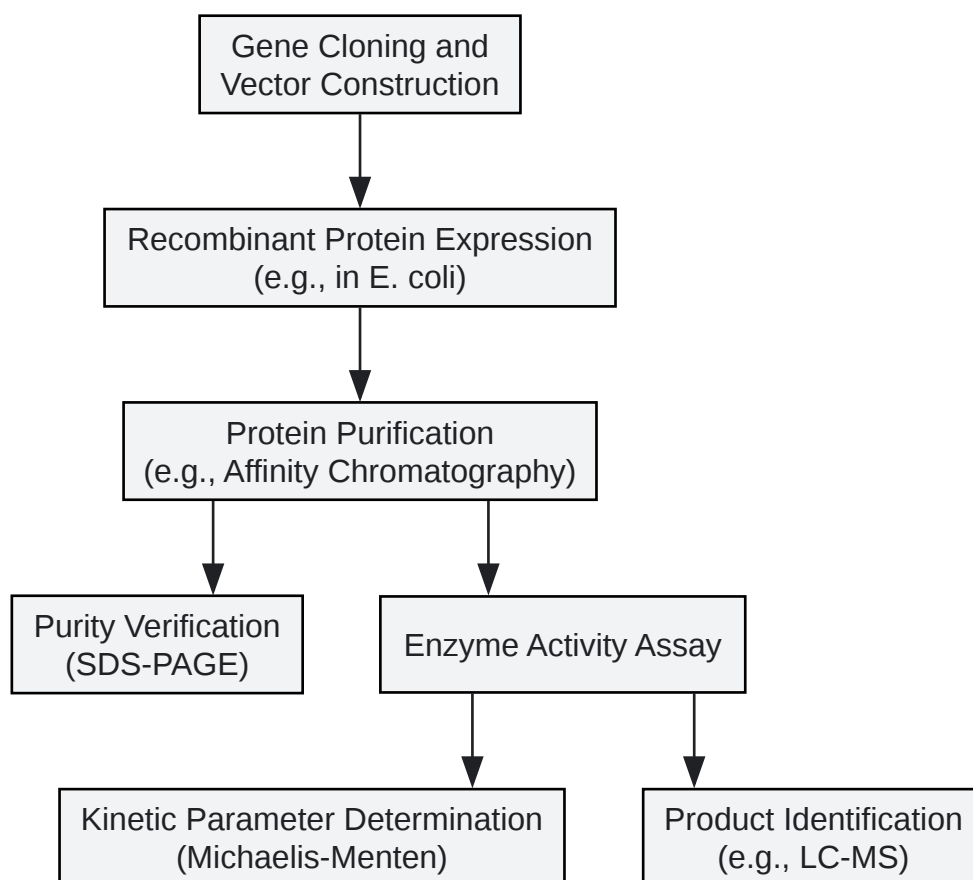 Gene Cloning and
Vector Construction
Recombinant Protein Expression
(e.g., in E. coli)
Protein Purification
(e.g., Affinity Chromatography)
Purity Verification
(SDS-PAGE)
Enzyme Activity Assay
Kinetic Parameter Determination
(Michaelis-Menten)
Product Identification
(e.g., LC-MS)